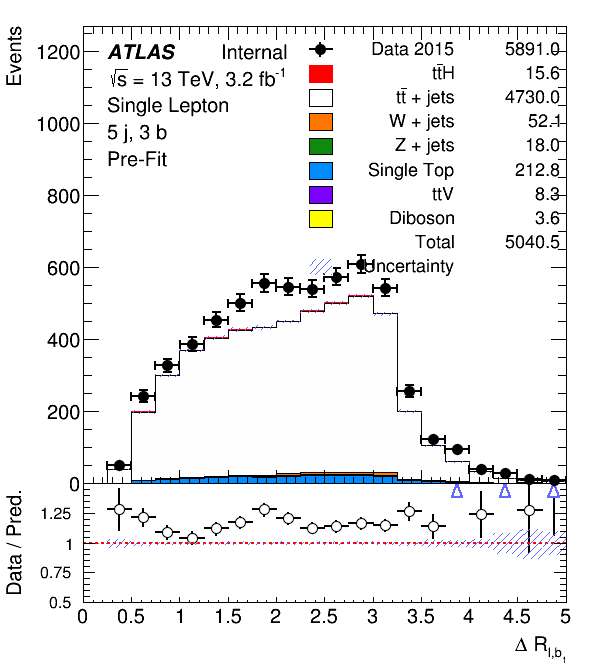 Events
1200
1000
800
600
400
200
0
ATLAS Internal
√s = 13 TeV, 3.2 fb-1
Single Lepton
5 j, 3 b
Pre-Fit
Data 2015 5891.0
tt̄H 15.6
tt̄ + jets 4730.0
W + jets 52.1
Z + jets 18.0
Single Top 212.8
ttV 8.3
Diboson 3.6
Total 5040.5
Uncertainty
Data / Pred.
1.25
1
0.75
0.5
0 0.5 1 1.5 2 2.5 3 3.5 4 4.5 5
Δ R l,b1